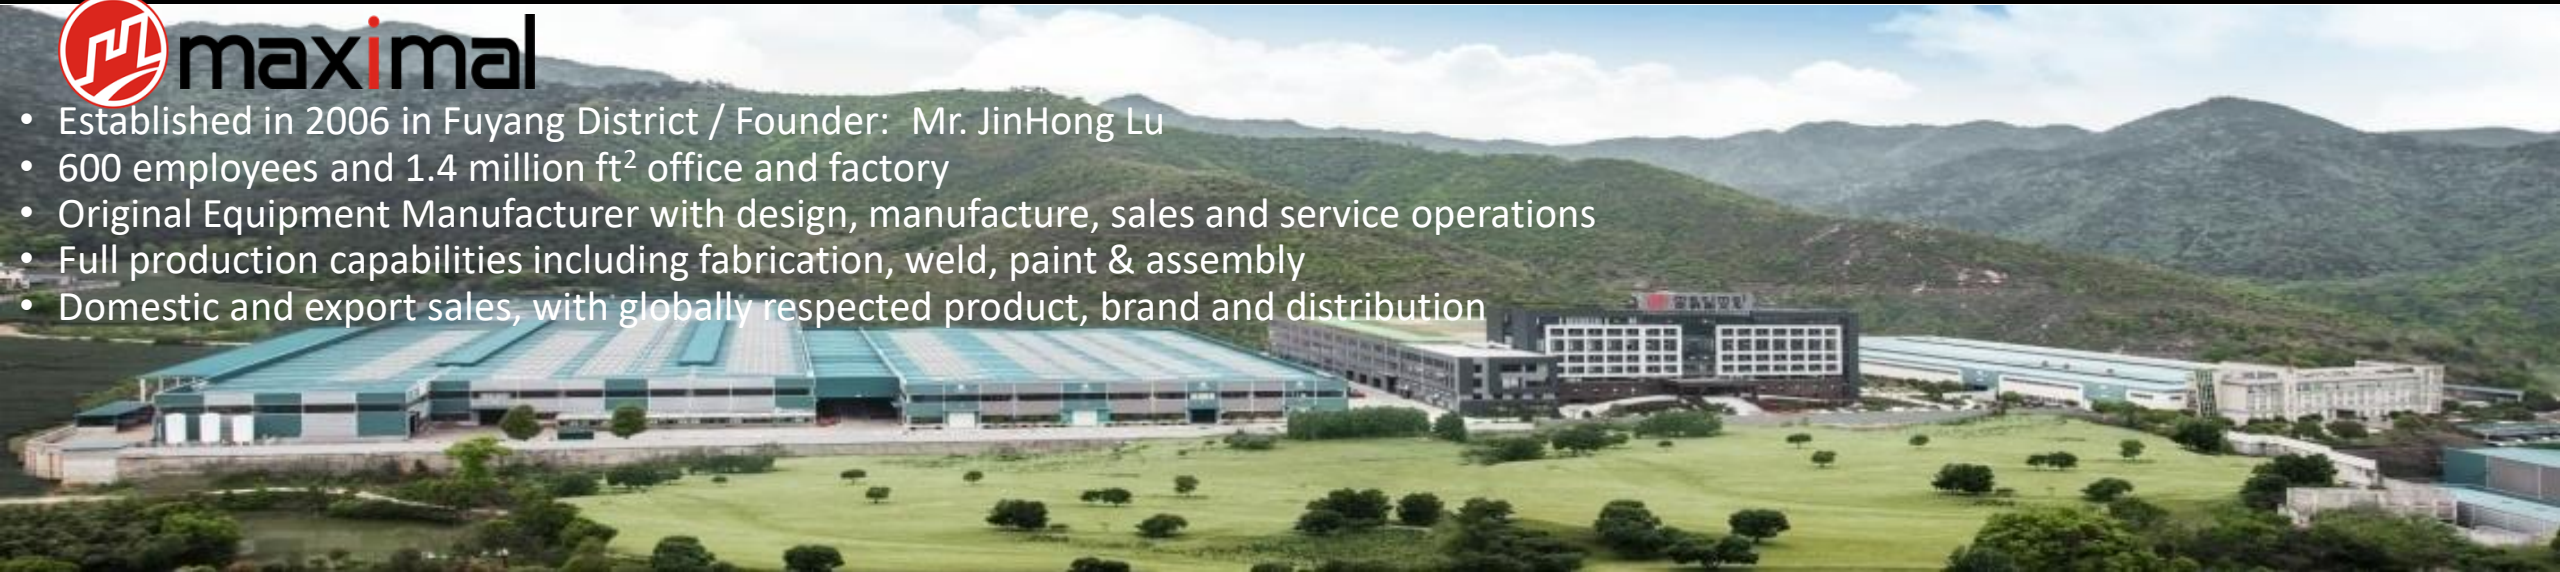 maximal
• Established in 2006 in Fuyang District / Founder:  Mr. JinHong Lu
• 600 employees and 1.4 million ft² office and factory
• Original Equipment Manufacturer with design, manufacture, sales and service operations
• Full production capabilities including fabrication, weld, paint & assembly
• Domestic and export sales, with globally respected product, brand and distribution